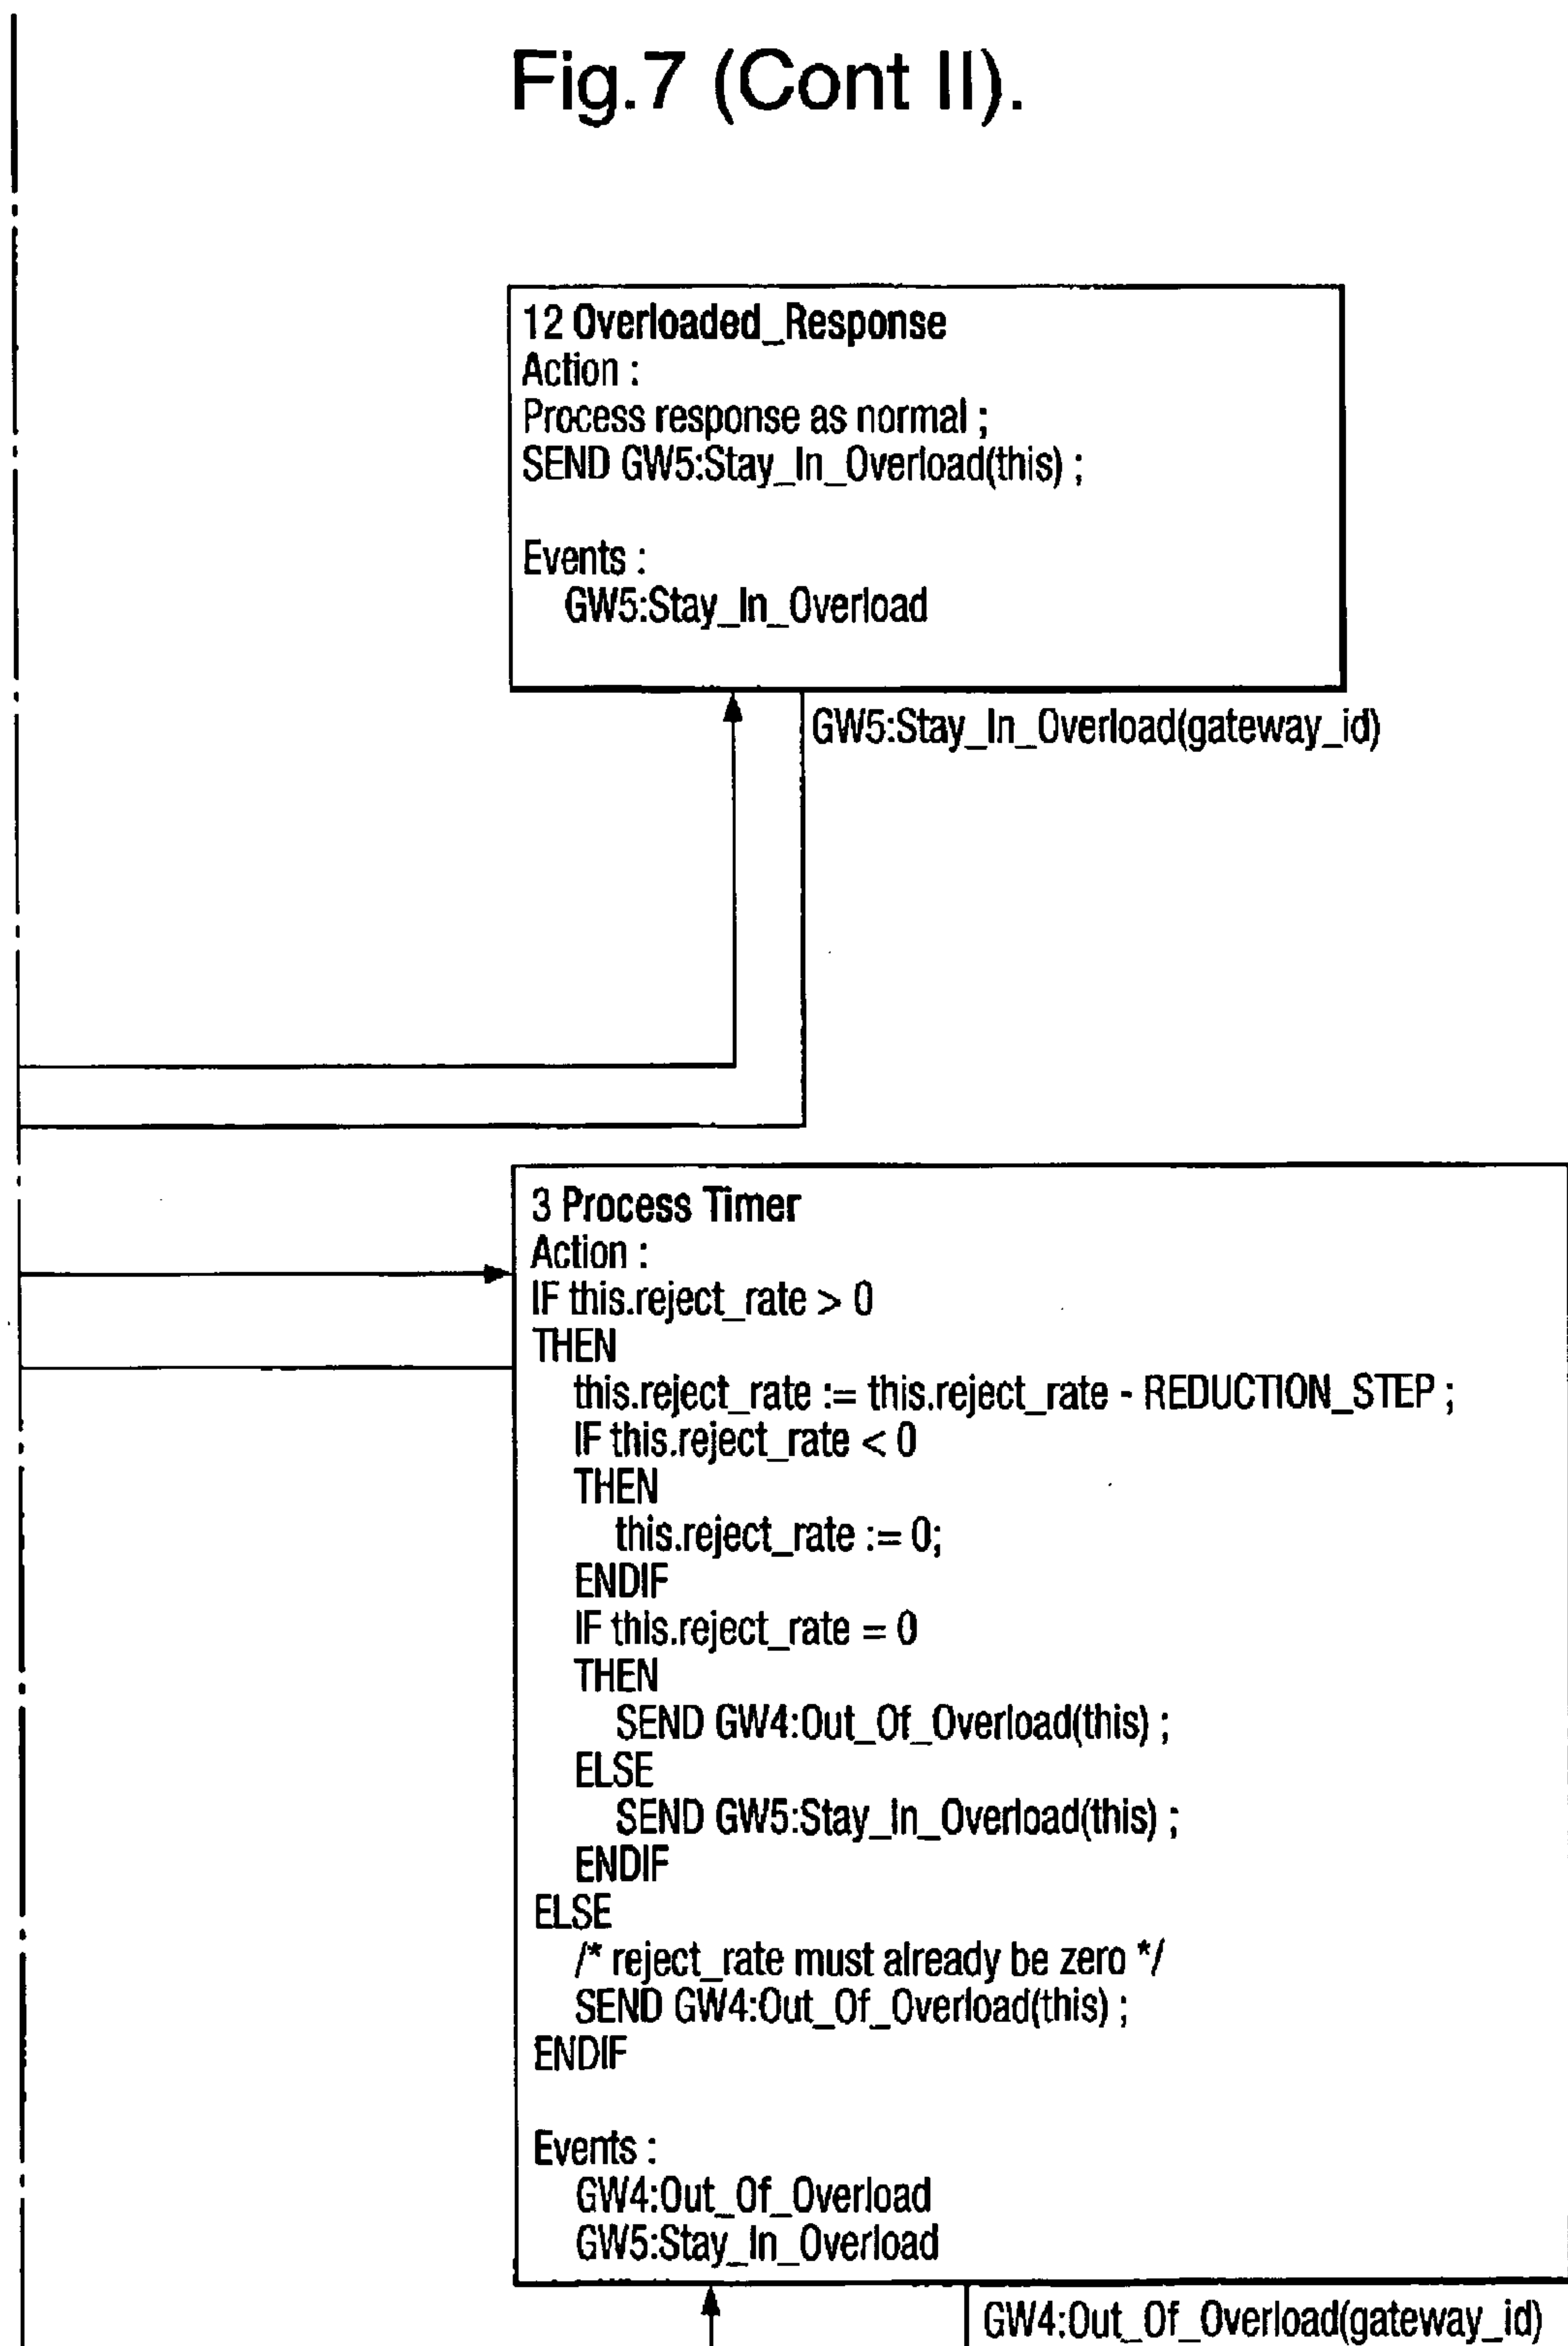 Fig.7 (Cont II).
12 Overloaded_Response
Action :
Process response as normal ;
SEND GW5:Stay_In_Overload(this) ;
Events :
GW5:Stay_In_Overload
GW5:Stay_In_Overload(gateway_id)
3 Process Timer
Action :
IF this.reject_rate > 0
THEN
this.reject_rate := this.reject_rate - REDUCTION_STEP ;
IF this.reject_rate < 0
THEN
this.reject_rate := 0;
ENDIF
IF this.reject_rate = 0
THEN
SEND GW4:Out_Of_Overload(this) ;
ELSE
SEND GW5:Stay_In_Overload(this) ;
ENDIF
ELSE
/* reject_rate must already be zero */
SEND GW4:Out_Of_Overload(this) ;
ENDIF
Events :
GW4:Out_Of_Overload
GW5:Stay_In_Overload
GW4:Out_Of_Overload(gateway_id)